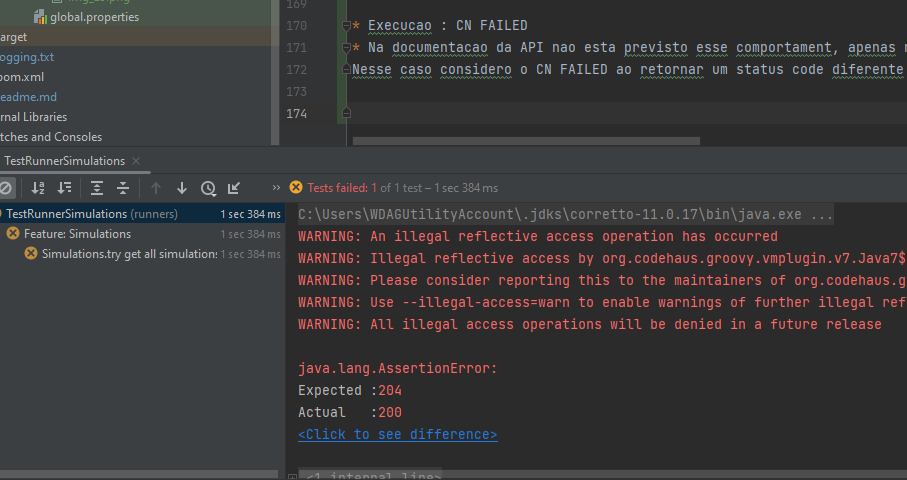 global.properties
169
170
* Execucao : CN FAILED
171
* Na documentacao da API nao esta previsto esse comportament, apenas
172
Nesse caso considero o CN FAILED ao retornar um status code diferente
173
174
TestRunnerSimulations
Tests failed: 1 of 1 test – 1 sec 384 ms
TestRunnerSimulations (runners) 1 sec 384 ms
Feature: Simulations 1 sec 384 ms
Simulations.try get all simulations 1 sec 384 ms
C:\Users\WDAGUtilityAccount\.jdks\corretto-11.0.17\bin\java.exe ...
WARNING: An illegal reflective access operation has occurred
WARNING: Illegal reflective access by org.codehaus.groovy.vmplugin.v7.Java7$
WARNING: Please consider reporting this to the maintainers of org.codehaus.g
WARNING: Use --illegal-access=warn to enable warnings of further illegal ref
WARNING: All illegal access operations will be denied in a future release
java.lang.AssertionError:
Expected :204
Actual :200
<Click to see difference>
<1 internal line>
arget
ogging.txt
pom.xml
eadme.md
rnal Libraries
tches and Consoles